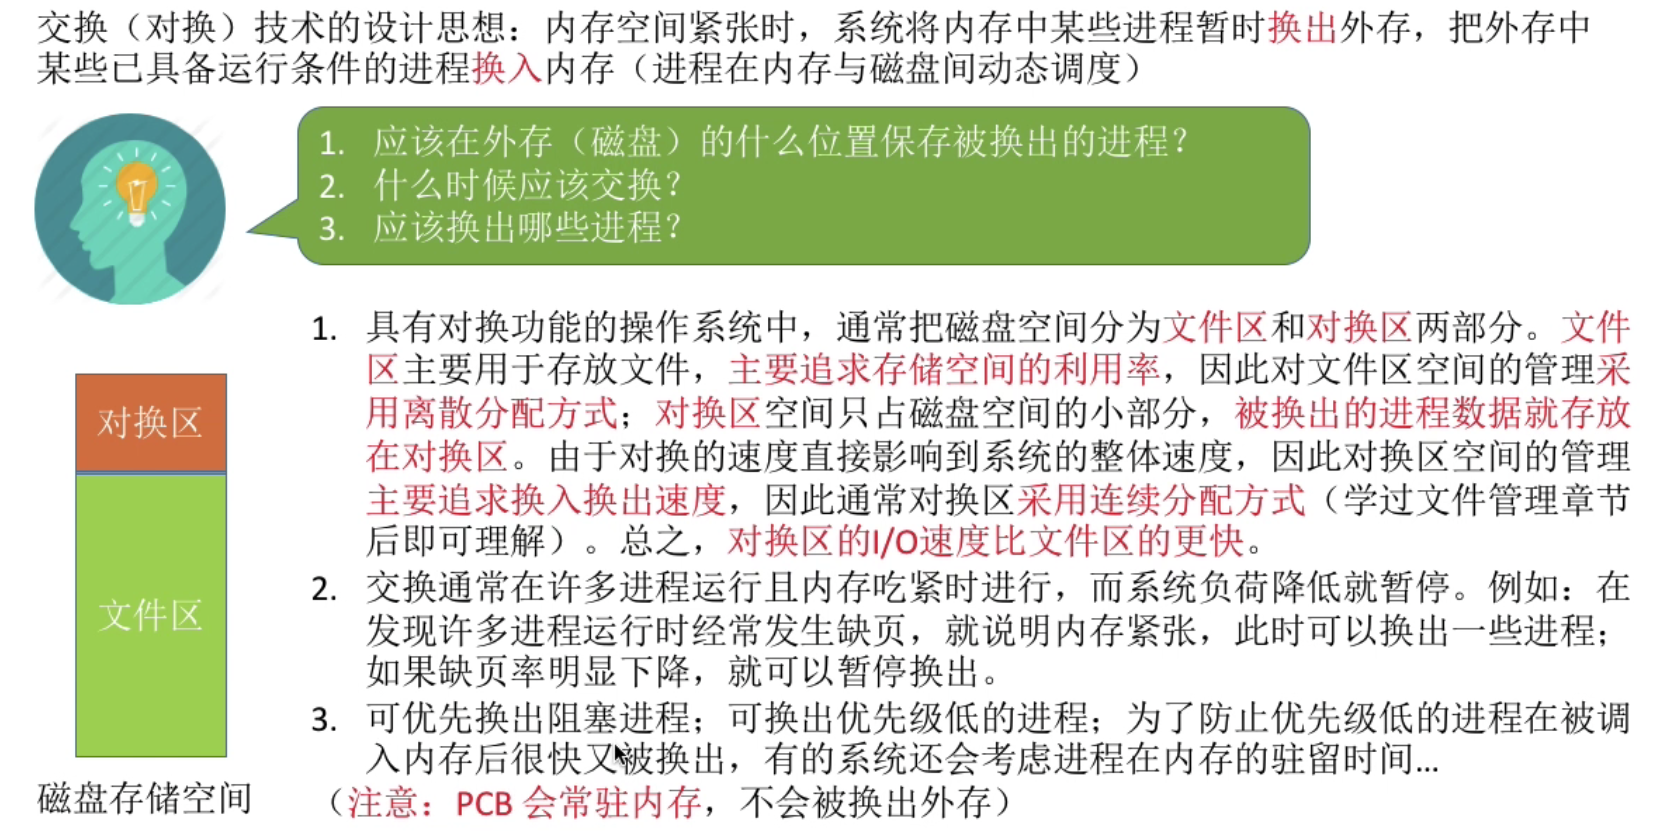 交换（对换）技术的设计思想：内存空间紧张时，系统将内存中某些进程暂时换出外存，把外存中
某些已具备运行条件的进程换入内存（进程在内存与磁盘间动态调度）
1. 应该在外存（磁盘）的什么位置保存被换出的进程？
2. 什么时候应该交换？
3. 应该换出哪些进程？
1. 具有对换功能的操作系统中，通常把磁盘空间分为文件区和对换区两部分。文件
区主要用于存放文件，主要追求存储空间的利用率，因此对文件区空间的管理采
用离散分配方式；对换区空间只占磁盘空间的小部分，被换出的进程数据就存放
在对换区。由于对换的速度直接影响到系统的整体速度，因此对换区空间的管理
主要追求换入换出速度，因此通常对换区采用连续分配方式（学过文件管理章节
后即可理解）。总之，对换区的I/O速度比文件区的更快。
2. 交换通常在许多进程运行且内存吃紧时进行，而系统负荷降低就暂停。例如：在
发现许多进程运行时经常发生缺页，就说明内存紧张，此时可以换出一些进程；
如果缺页率明显下降，就可以暂停换出。
3. 可优先换出阻塞进程；可换出优先级低的进程；为了防止优先级低的进程在被调
入内存后很快又被换出，有的系统还会考虑进程在内存的驻留时间…
（注意：PCB 会常驻内存，不会被换出外存）
对换区
文件区
磁盘存储空间